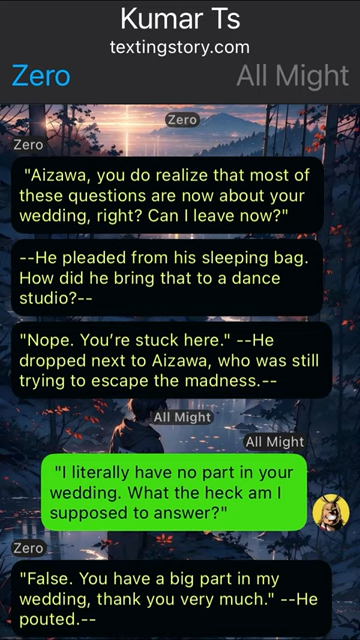 Kumar Ts
textingstory.com
Zero
All Might
Zero
Zero
"Aizawa, you do realize that most of
these questions are now about your
wedding, right? Can I leave now?"
--He pleaded from his sleeping bag.
How did he bring that to a dance
studio?--
"Nope. You’re stuck here." --He
dropped next to Aizawa, who was still
trying to escape the madness.--
All Might
All Might
"I literally have no part in your
wedding. What the heck am I
supposed to answer?"
Zero
"False. You have a big part in my
wedding, thank you very much." --He
pouted.--